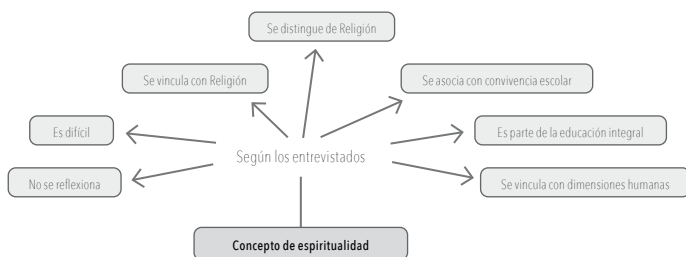 Se distingue de Religión
Se vincula con Religión
Se asocia con convivencia escolar
Es difícil
Es parte de la educación integral
Según los entrevistados
No se reflexiona
Se vincula con dimensiones humanas
Concepto de espiritualidad